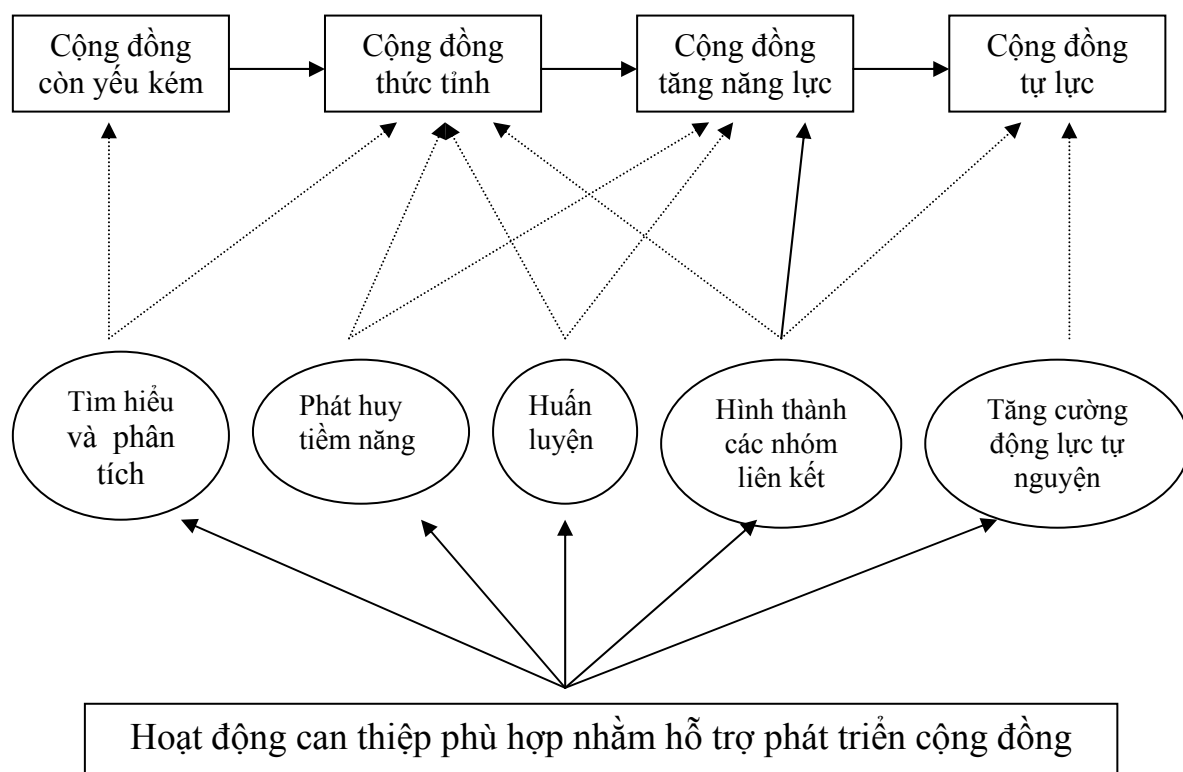 Cộng đồng
còn yếu kém
Cộng đồng
thức tỉnh
Cộng đồng
tăng năng lực
Cộng đồng
tự lực
Tìm hiểu
và phân
tích
Phát huy
tiềm năng
Huấn
luyện
Hình thành
các nhóm
liên kết
Tăng cường
động lực tự
nguyện
Hoạt động can thiệp phù hợp nhằm hỗ trợ phát triển cộng đồng